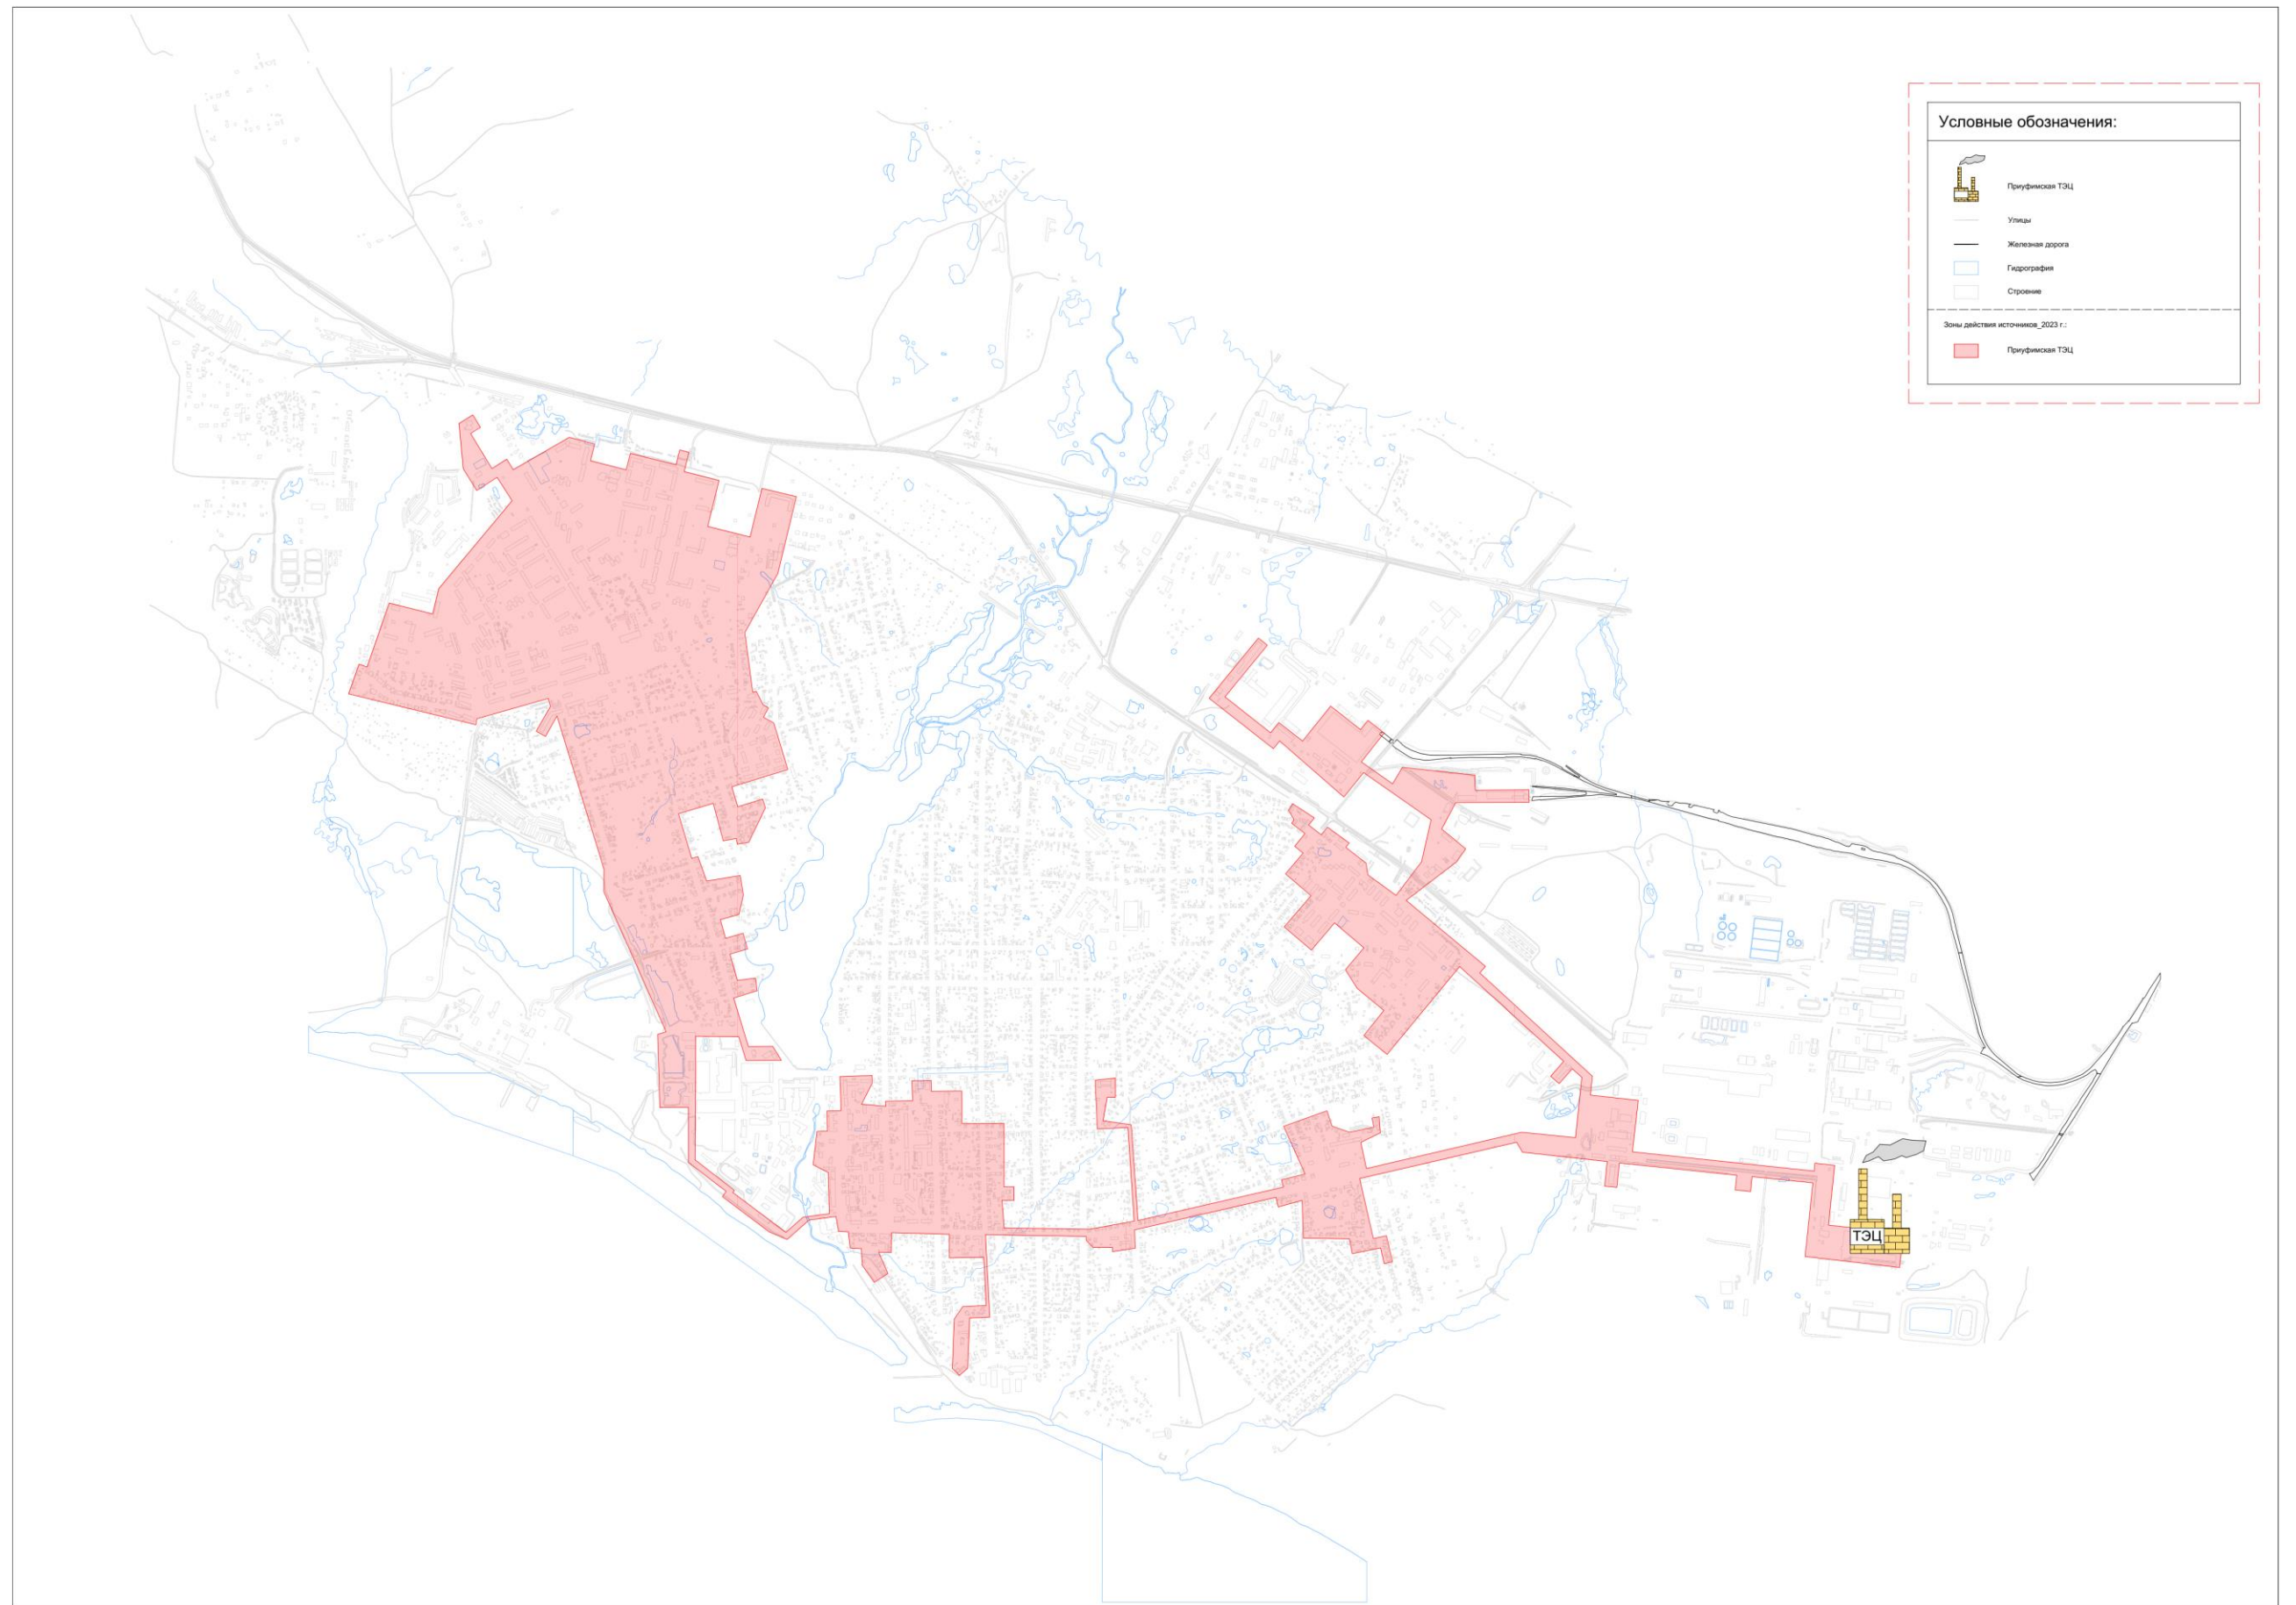 Условные обозначения:
Приуфимская ТЭЦ
Улицы
Железная дорога
Гидрография
Строение
Зоны действия источников_2023 г.:
Приуфимская ТЭЦ
ТЭЦ